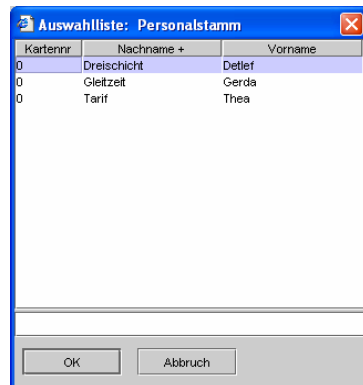 Auswahlliste: Personalstamm
Kartennr Nachname + Vorname
0 Dreischicht Detlef
0 Gleitzeit Gerda
0 Tarif Thea
OK Abbruch